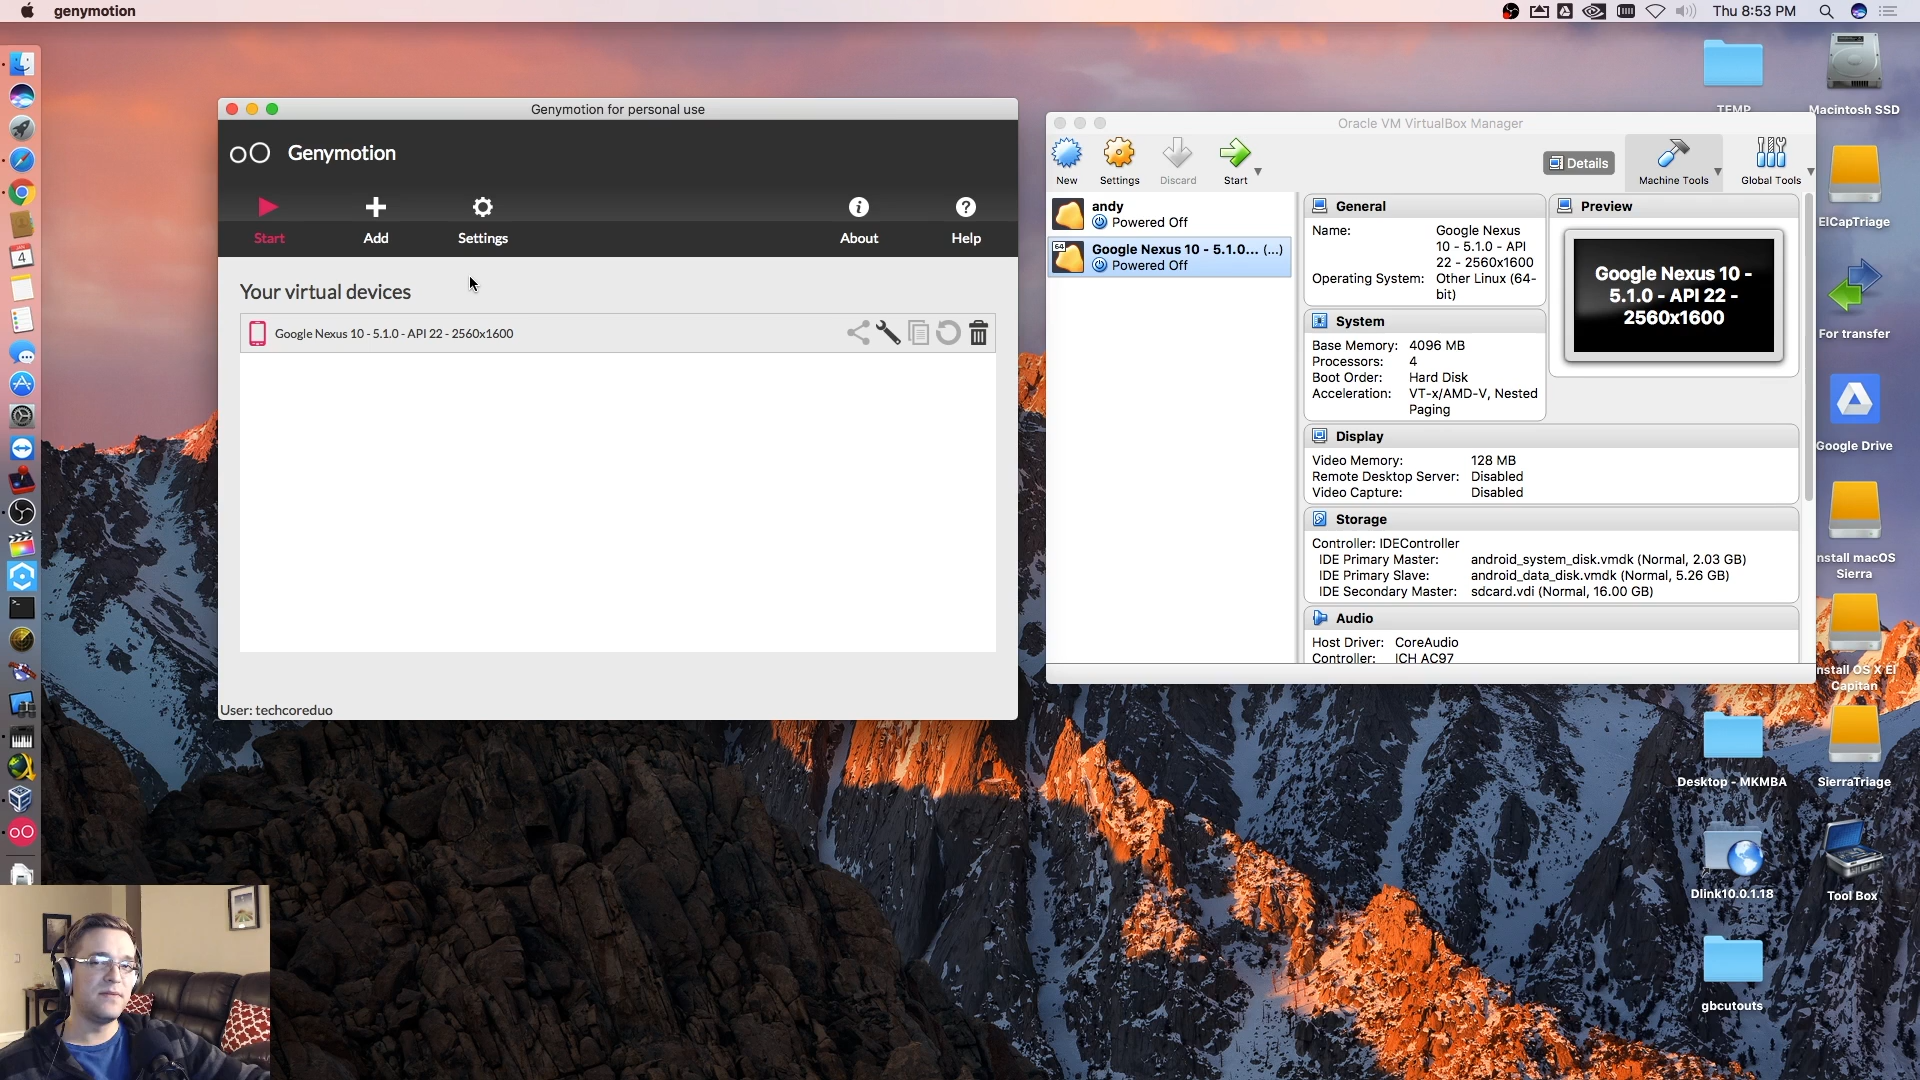 genymotion
Thu 8:53 PM
Genymotion for personal use
Genymotion
Start
Add
Settings
About
Help
Your virtual devices
Google Nexus 10 - 5.1.0 - API 22 - 2560x1600
User: techcoreduo
Oracle VM VirtualBox Manager
New
Settings
Discard
Start
Details
Machine Tools
Global Tools
andy
Powered Off
64
Google Nexus 10 - 5.1.0... (...)
Powered Off
General
Name:
Google Nexus
10 - 5.1.0 - API
22 - 2560x1600
Operating System:
Other Linux (64-
bit)
Preview
Google Nexus 10 -
5.1.0 - API 22 -
2560x1600
System
Base Memory: 4096 MB
Processors: 4
Boot Order: Hard Disk
Acceleration: VT-x/AMD-V, Nested
Paging
Display
Video Memory: 128 MB
Remote Desktop Server: Disabled
Video Capture: Disabled
Storage
Controller: IDEController
IDE Primary Master: android_system_disk.vmdk (Normal, 2.03 GB)
IDE Primary Slave: android_data_disk.vmdk (Normal, 5.26 GB)
IDE Secondary Master: sdcard.vdi (Normal, 16.00 GB)
Audio
Host Driver: CoreAudio
Controller: ICH AC97
TEMP
Macintosh SSD
ElCapTriage
For transfer
Google Drive
nstall macOS
Sierra
nstall OS X El
Capitan
Desktop - MKMBA
SierraTriage
Dlink10.0.1.18
Tool Box
gbcutouts
4